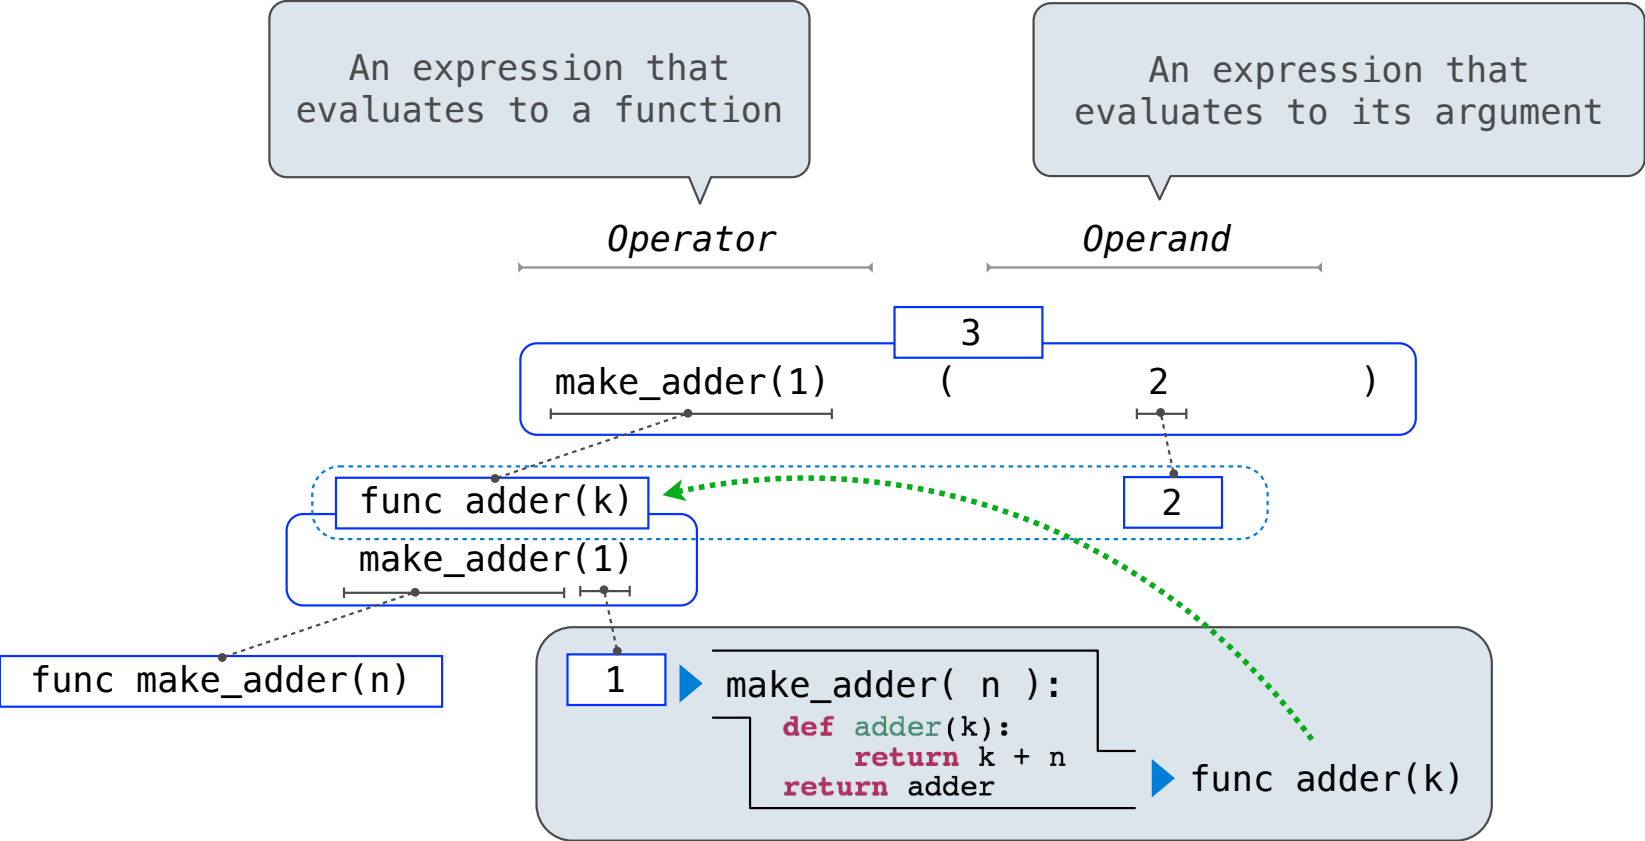 An expression that
evaluates to a function
An expression that
evaluates to its argument
Operator
Operand
3
make_adder(1) ( 2 )
func adder(k)
2
make_adder(1)
func make_adder(n)
1
make_adder( n ):
def adder(k):
return k + n
return adder
func adder(k)